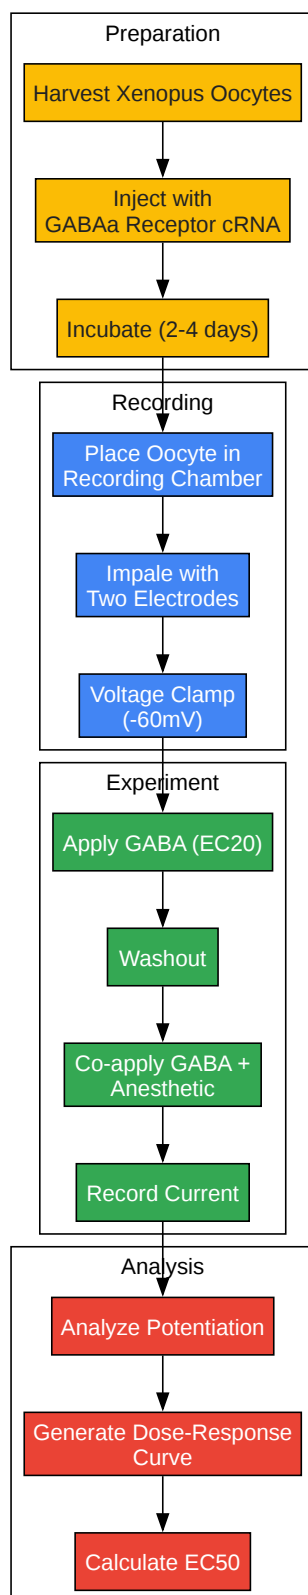 Preparation
Harvest Xenopus Oocytes
Inject with
GABAa Receptor cRNA
Incubate (2-4 days)
Recording
Place Oocyte in
Recording Chamber
Impale with
Two Electrodes
Voltage Clamp
(-60mV)
Experiment
Apply GABA (EC20)
Washout
Co-apply GABA +
Anesthetic
Record Current
Analysis
Analyze Potentiation
Generate Dose-Response
Curve
Calculate EC50